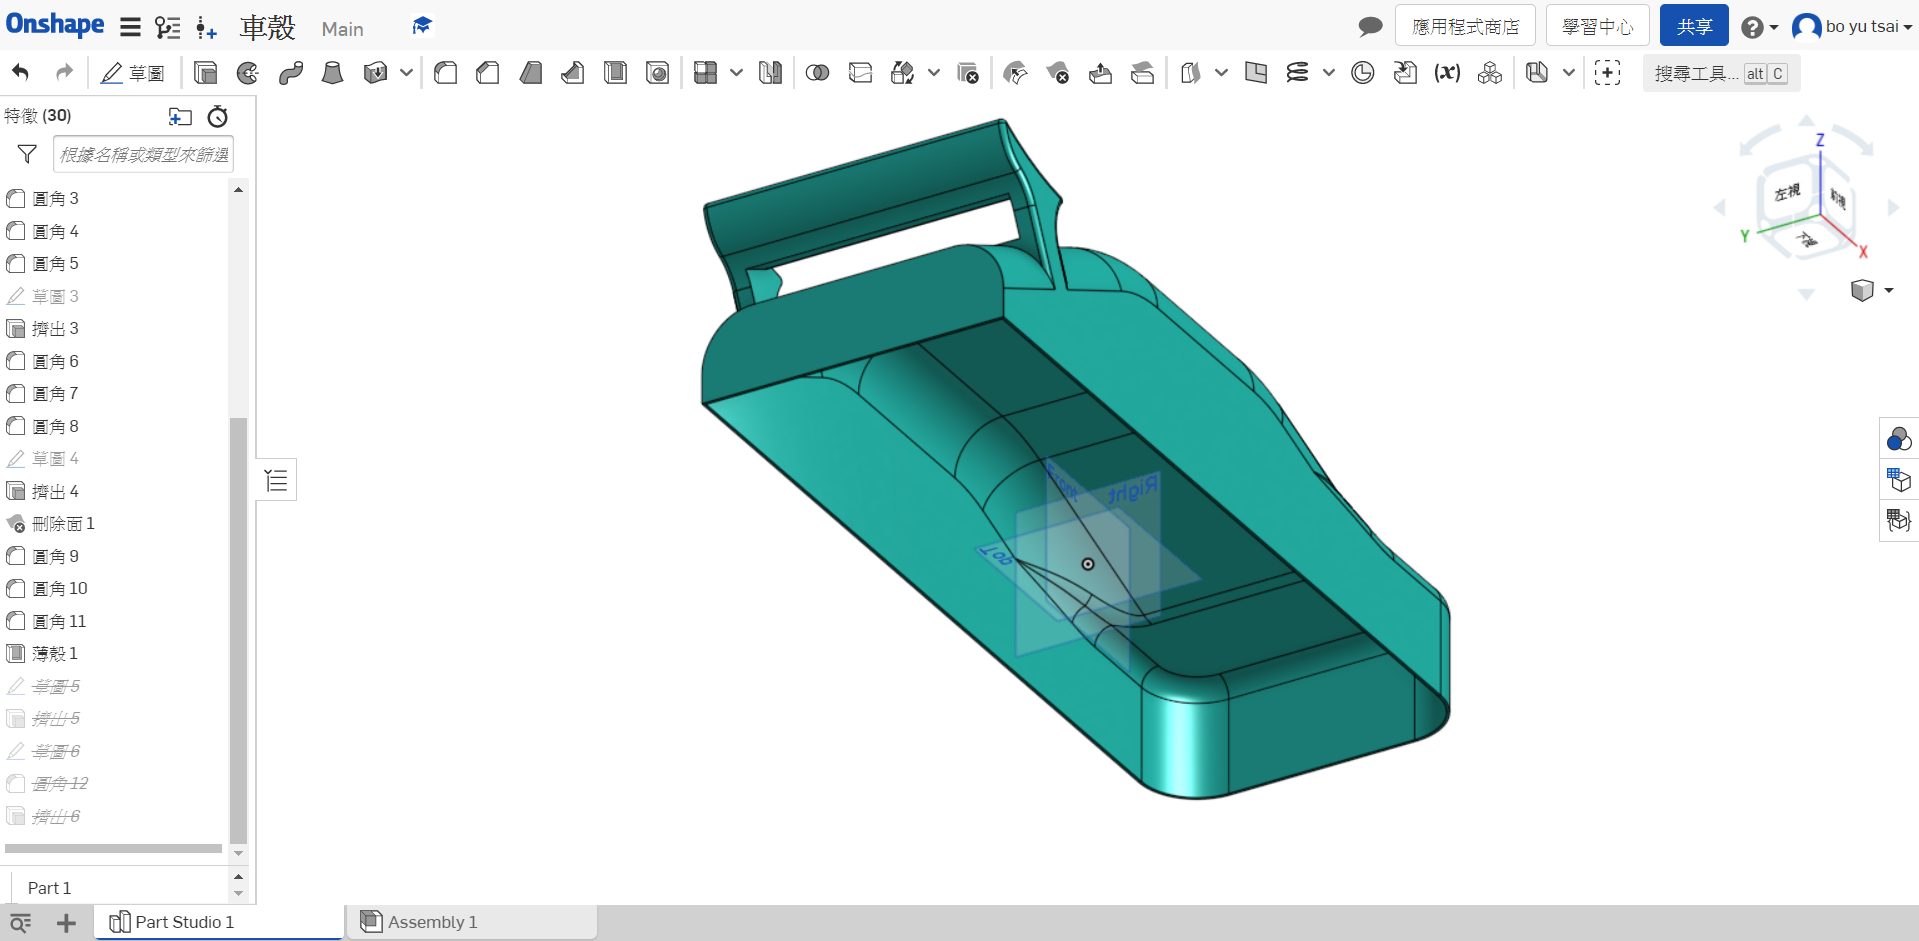 Onshape 車殼 Main 應用程式商店 學習中心 共享 bo yu tsai
草圖 (x) 搜尋工具... alt C
特徵 (30)
根據名稱或類型來篩選
圓角 3
圓角 4
圓角 5
草圖 3
擠出 3
圓角 6
圓角 7
圓角 8
草圖 4
擠出 4
刪除面 1
圓角 9
圓角 10
圓角 11
薄殼 1
草圖 5
擠出 5
草圖 6
圓角 12
擠出 6
Part 1
Part Studio 1
Assembly 1
Front
Right
Top
Z
左視
前視
下視
Y
X